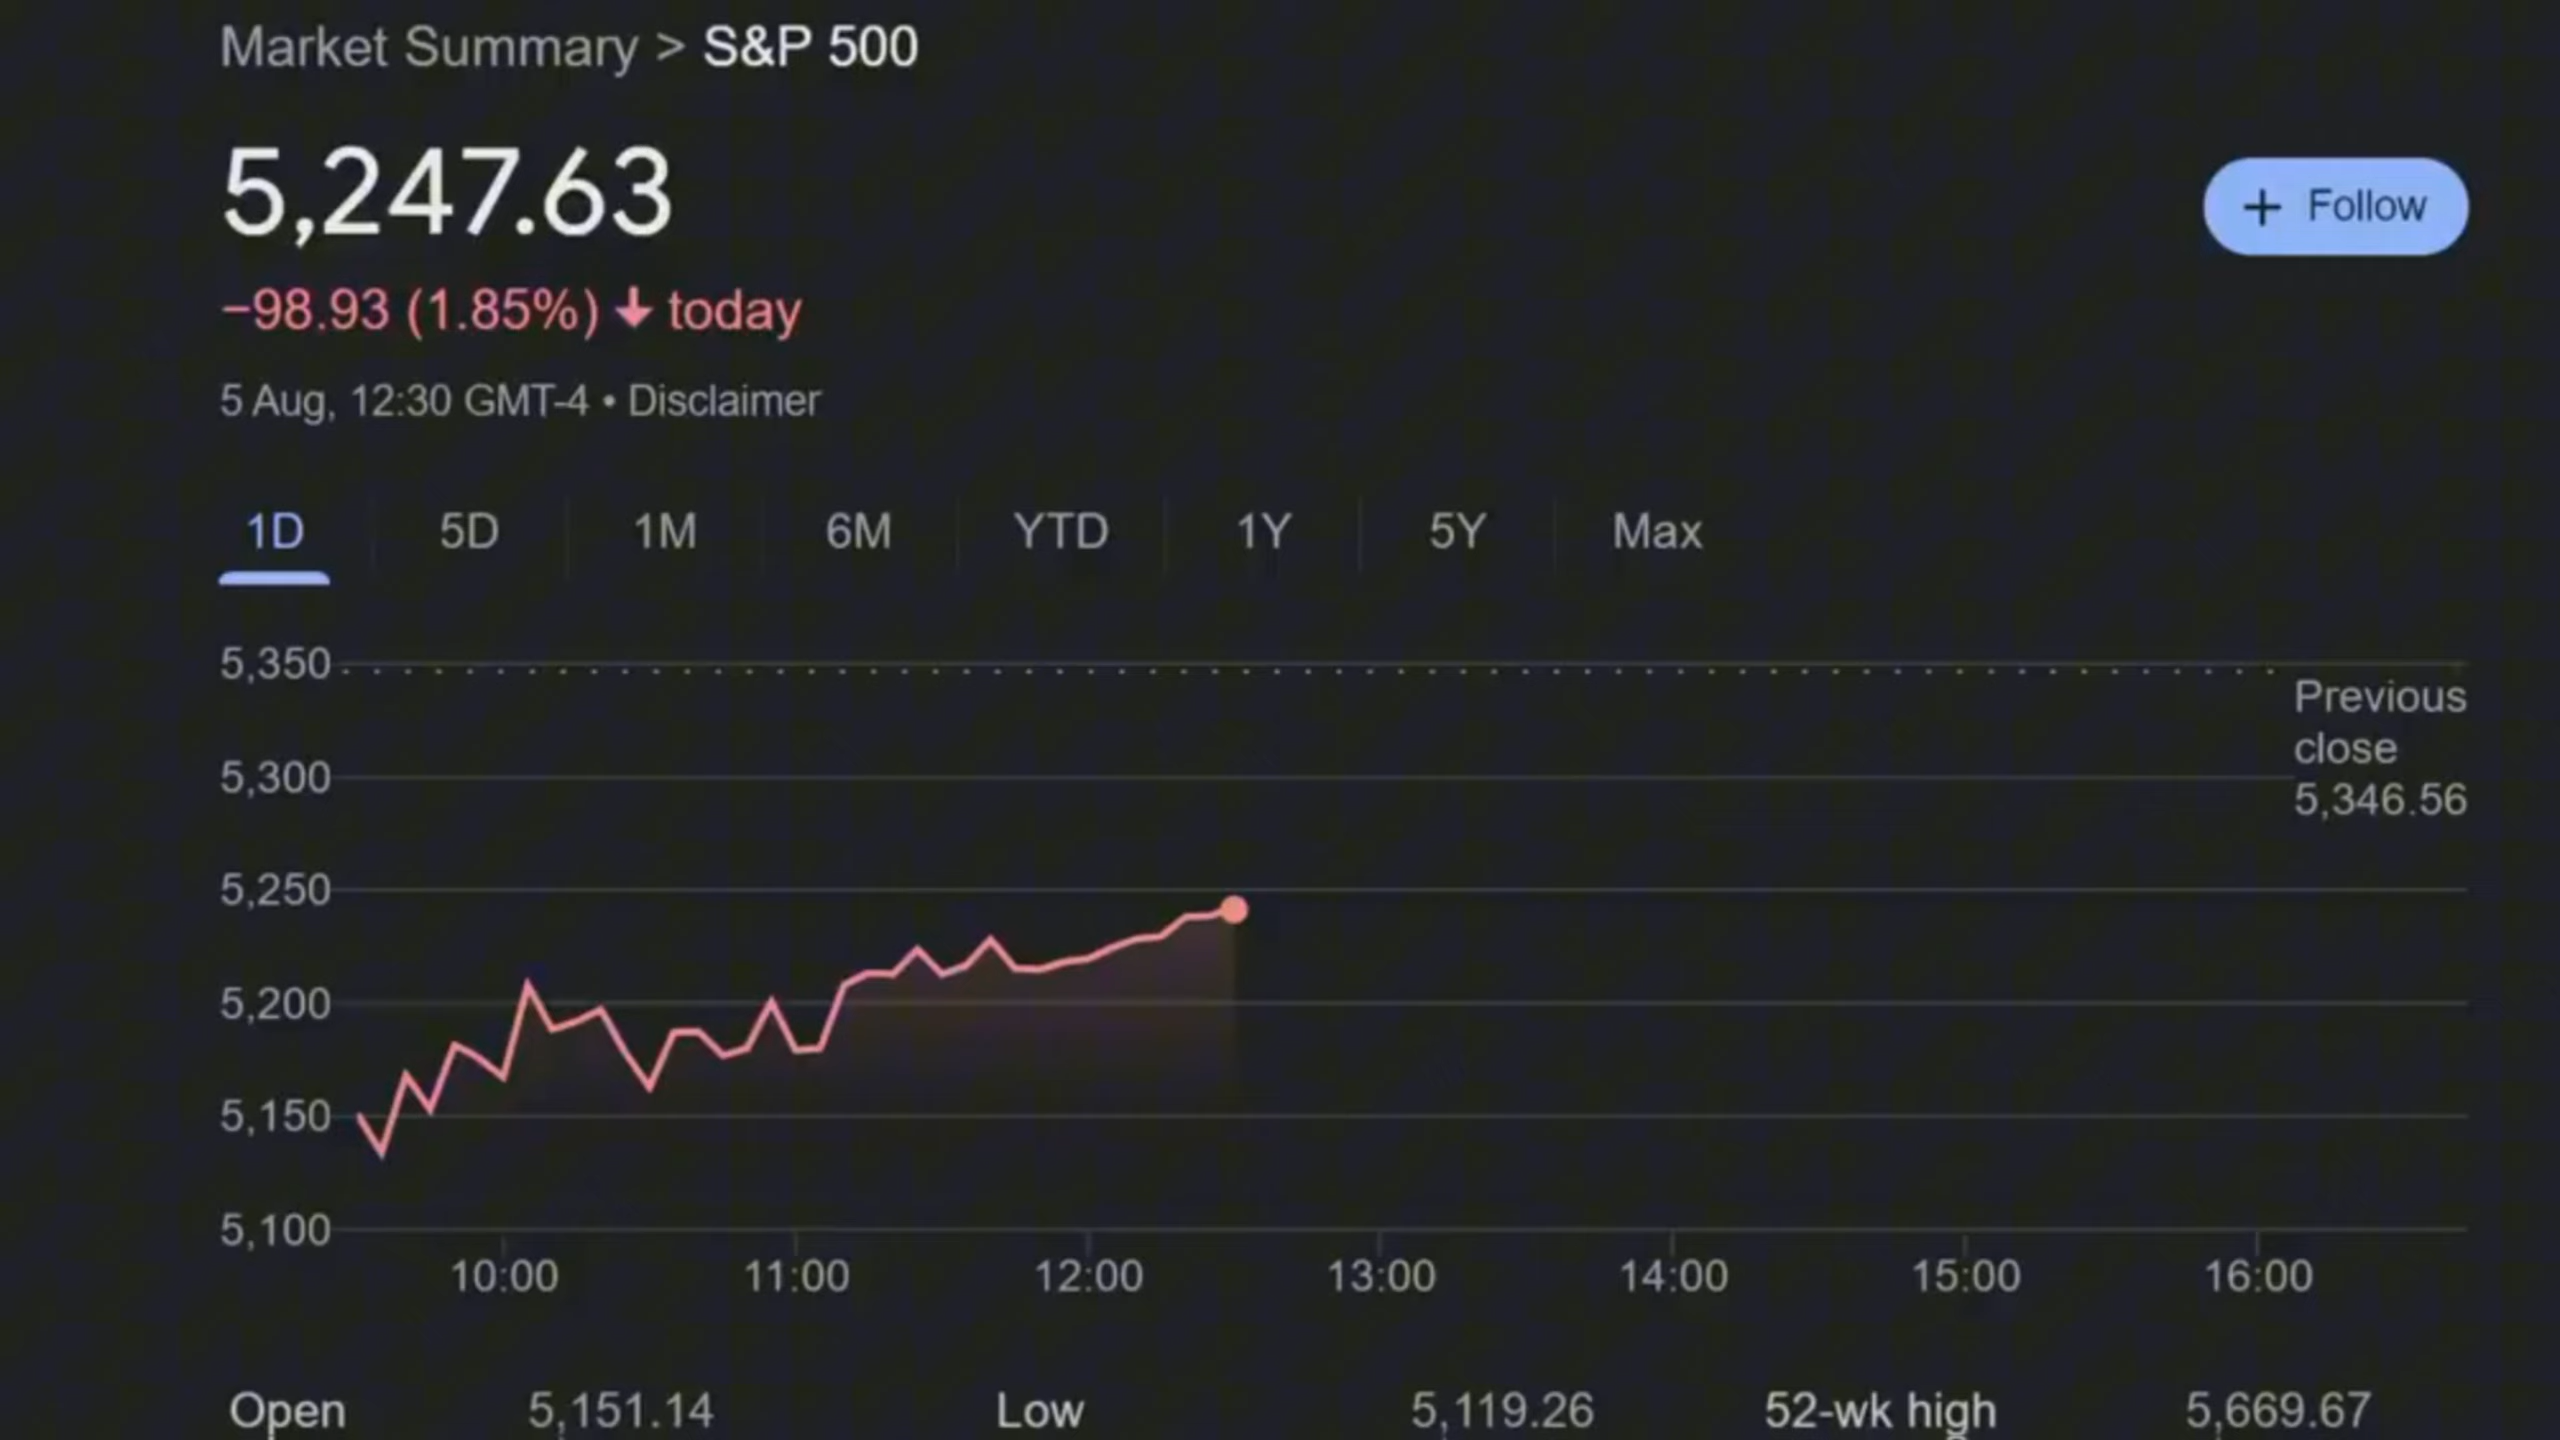 Market Summary > S&P 500
5,247.63
+ Follow
−98.93 (1.85%) ↓ today
5 Aug, 12:30 GMT-4 • Disclaimer
1D 5D 1M 6M YTD 1Y 5Y Max
5,350
Previous
close
5,346.56
5,300
5,250
5,200
5,150
5,100
10:00 11:00 12:00 13:00 14:00 15:00 16:00
Open 5,151.14 Low 5,119.26 52-wk high 5,669.67